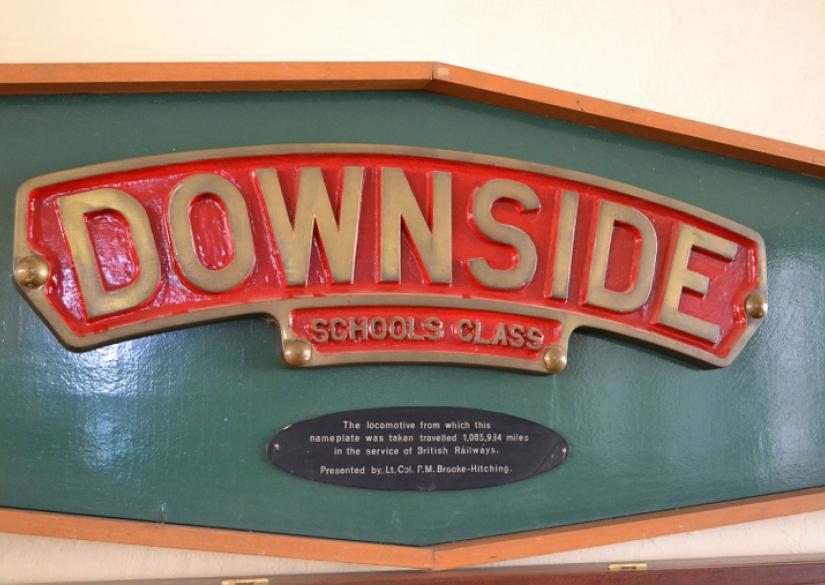 DOWNSIDE
SCHOOLS CLASS
The locomotive from which this
nameplate was taken travelled 1,085,934 miles
in the service of British Railways.
Presented by Lt. Col. P.M. Brooke-Hitching.